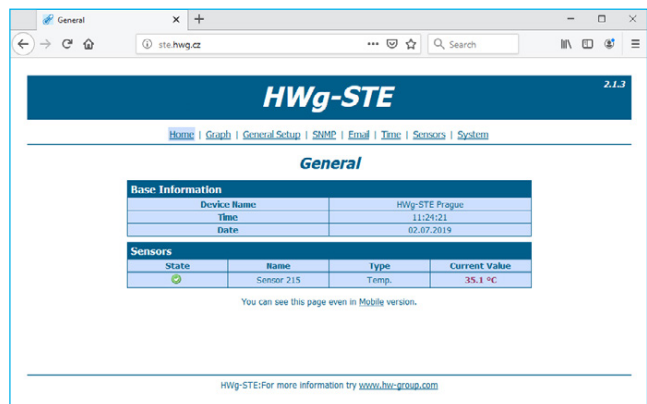 General
ste.hwg.cz
Search
2.1.3
HWg-STE
Home | Graph | General Setup | SNMP | Email | Time | Sensors | System
General
Base Information
Device Name HWg-STE Prague
Time 11:24:21
Date 02.07.2019
Sensors
State Name Type Current Value
Sensor 215 Temp. 35.1 °C
You can see this page even in Mobile version.
HWg-STE:For more information try www.hw-group.com